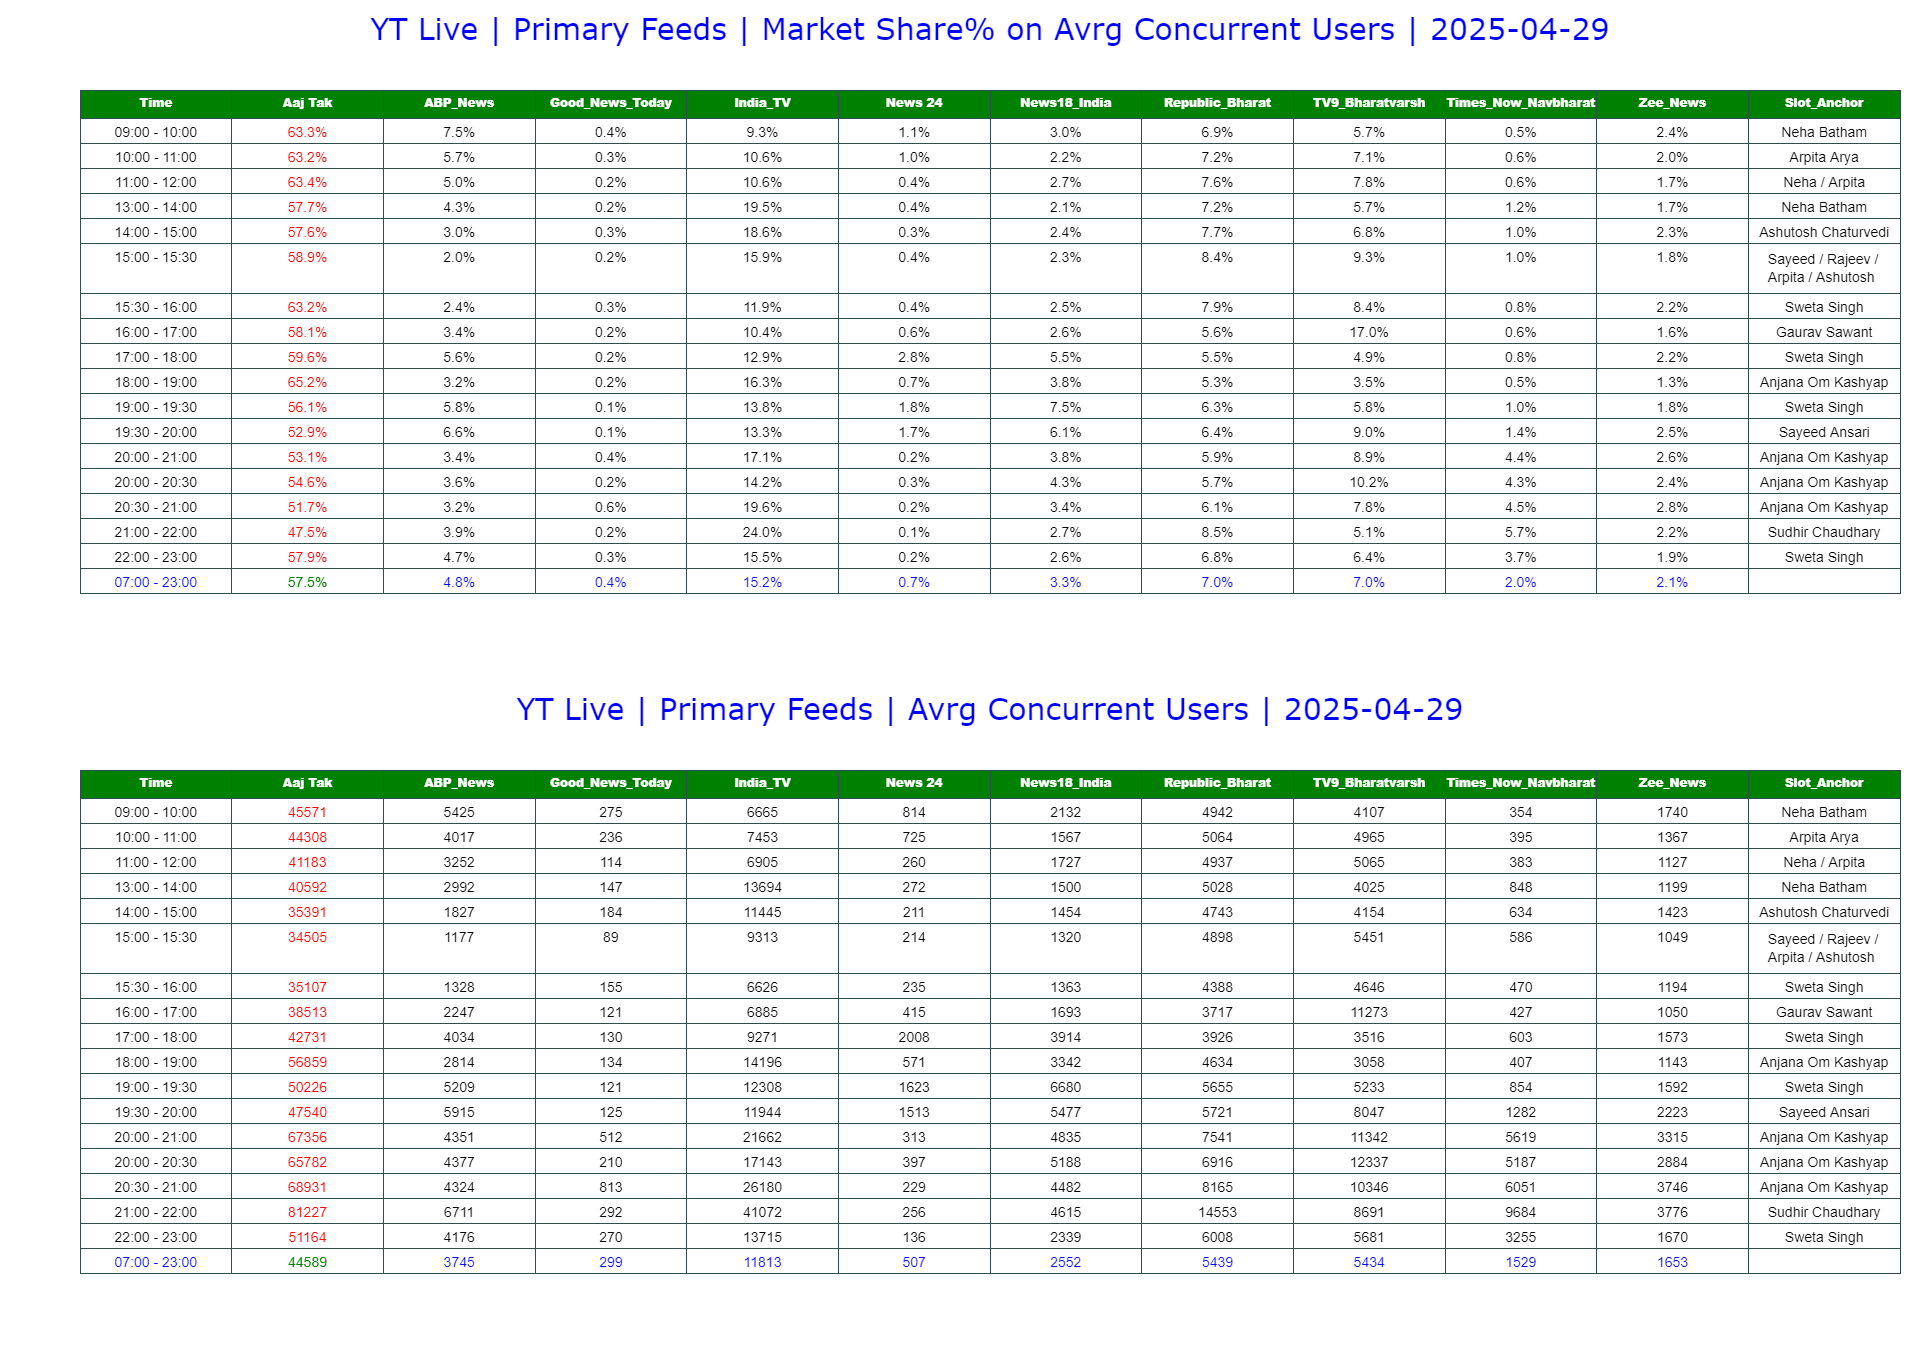 YT Live | Primary Feeds | Market Share% on Avrg Concurrent Users | 2025-04-29
Time Aaj Tak ABP_News Good_News_Today India_TV News 24 News18_India Republic_Bharat TV9_Bharatvarsh Times_Now_Navbharat Zee_News Slot_Anchor
09:00 - 10:00 63.3% 7.5% 0.4% 9.3% 1.1% 3.0% 6.9% 5.7% 0.5% 2.4% Neha Batham
10:00 - 11:00 63.2% 5.7% 0.3% 10.6% 1.0% 2.2% 7.2% 7.1% 0.6% 2.0% Arpita Arya
11:00 - 12:00 63.4% 5.0% 0.2% 10.6% 0.4% 2.7% 7.6% 7.8% 0.6% 1.7% Neha / Arpita
13:00 - 14:00 57.7% 4.3% 0.2% 19.5% 0.4% 2.1% 7.2% 5.7% 1.2% 1.7% Neha Batham
14:00 - 15:00 57.6% 3.0% 0.3% 18.6% 0.3% 2.4% 7.7% 6.8% 1.0% 2.3% Ashutosh Chaturvedi
15:00 - 15:30 58.9% 2.0% 0.2% 15.9% 0.4% 2.3% 8.4% 9.3% 1.0% 1.8% Sayeed / Rajeev /
Arpita / Ashutosh
15:30 - 16:00 63.2% 2.4% 0.3% 11.9% 0.4% 2.5% 7.9% 8.4% 0.8% 2.2% Sweta Singh
16:00 - 17:00 58.1% 3.4% 0.2% 10.4% 0.6% 2.6% 5.6% 17.0% 0.6% 1.6% Gaurav Sawant
17:00 - 18:00 59.6% 5.6% 0.2% 12.9% 2.8% 5.5% 5.5% 4.9% 0.8% 2.2% Sweta Singh
18:00 - 19:00 65.2% 3.2% 0.2% 16.3% 0.7% 3.8% 5.3% 3.5% 0.5% 1.3% Anjana Om Kashyap
19:00 - 19:30 56.1% 5.8% 0.1% 13.8% 1.8% 7.5% 6.3% 5.8% 1.0% 1.8% Sweta Singh
19:30 - 20:00 52.9% 6.6% 0.1% 13.3% 1.7% 6.1% 6.4% 9.0% 1.4% 2.5% Sayeed Ansari
20:00 - 21:00 53.1% 3.4% 0.4% 17.1% 0.2% 3.8% 5.9% 8.9% 4.4% 2.6% Anjana Om Kashyap
20:00 - 20:30 54.6% 3.6% 0.2% 14.2% 0.3% 4.3% 5.7% 10.2% 4.3% 2.4% Anjana Om Kashyap
20:30 - 21:00 51.7% 3.2% 0.6% 19.6% 0.2% 3.4% 6.1% 7.8% 4.5% 2.8% Anjana Om Kashyap
21:00 - 22:00 47.5% 3.9% 0.2% 24.0% 0.1% 2.7% 8.5% 5.1% 5.7% 2.2% Sudhir Chaudhary
22:00 - 23:00 57.9% 4.7% 0.3% 15.5% 0.2% 2.6% 6.8% 6.4% 3.7% 1.9% Sweta Singh
07:00 - 23:00 57.5% 4.8% 0.4% 15.2% 0.7% 3.3% 7.0% 7.0% 2.0% 2.1%
YT Live | Primary Feeds | Avrg Concurrent Users | 2025-04-29
Time Aaj Tak ABP_News Good_News_Today India_TV News 24 News18_India Republic_Bharat TV9_Bharatvarsh Times_Now_Navbharat Zee_News Slot_Anchor
09:00 - 10:00 45571 5425 275 6665 814 2132 4942 4107 354 1740 Neha Batham
10:00 - 11:00 44308 4017 236 7453 725 1567 5064 4965 395 1367 Arpita Arya
11:00 - 12:00 41183 3252 114 6905 260 1727 4937 5065 383 1127 Neha / Arpita
13:00 - 14:00 40592 2992 147 13694 272 1500 5028 4025 848 1199 Neha Batham
14:00 - 15:00 35391 1827 184 11445 211 1454 4743 4154 634 1423 Ashutosh Chaturvedi
15:00 - 15:30 34505 1177 89 9313 214 1320 4898 5451 586 1049 Sayeed / Rajeev /
Arpita / Ashutosh
15:30 - 16:00 35107 1328 155 6626 235 1363 4388 4646 470 1194 Sweta Singh
16:00 - 17:00 38513 2247 121 6885 415 1693 3717 11273 427 1050 Gaurav Sawant
17:00 - 18:00 42731 4034 130 9271 2008 3914 3926 3516 603 1573 Sweta Singh
18:00 - 19:00 56859 2814 134 14196 571 3342 4634 3058 407 1143 Anjana Om Kashyap
19:00 - 19:30 50226 5209 121 12308 1623 6680 5655 5233 854 1592 Sweta Singh
19:30 - 20:00 47540 5915 125 11944 1513 5477 5721 8047 1282 2223 Sayeed Ansari
20:00 - 21:00 67356 4351 512 21662 313 4835 7541 11342 5619 3315 Anjana Om Kashyap
20:00 - 20:30 65782 4377 210 17143 397 5188 6916 12337 5187 2884 Anjana Om Kashyap
20:30 - 21:00 68931 4324 813 26180 229 4482 8165 10346 6051 3746 Anjana Om Kashyap
21:00 - 22:00 81227 6711 292 41072 256 4615 14553 8691 9684 3776 Sudhir Chaudhary
22:00 - 23:00 51164 4176 270 13715 136 2339 6008 5681 3255 1670 Sweta Singh
07:00 - 23:00 44589 3745 299 11813 507 2552 5439 5434 1529 1653